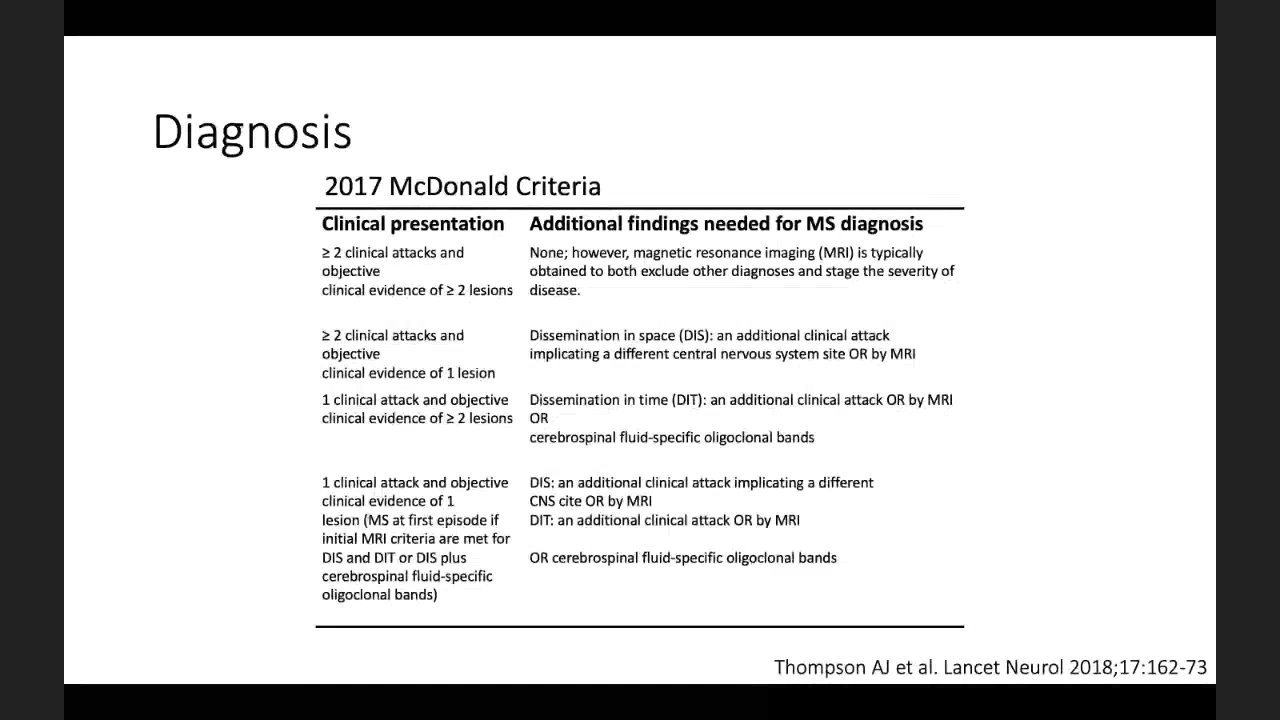 Diagnosis
2017 McDonald Criteria
Clinical presentation
Additional findings needed for MS diagnosis
≥ 2 clinical attacks and
objective
clinical evidence of ≥ 2 lesions
None; however, magnetic resonance imaging (MRI) is typically
obtained to both exclude other diagnoses and stage the severity of
disease.
≥ 2 clinical attacks and
objective
clinical evidence of 1 lesion
Dissemination in space (DIS): an additional clinical attack
implicating a different central nervous system site OR by MRI
1 clinical attack and objective
clinical evidence of ≥ 2 lesions
Dissemination in time (DIT): an additional clinical attack OR by MRI
OR
cerebrospinal fluid-specific oligoclonal bands
1 clinical attack and objective
clinical evidence of 1
lesion (MS at first episode if
initial MRI criteria are met for
DIS and DIT or DIS plus
cerebrospinal fluid-specific
oligoclonal bands)
DIS: an additional clinical attack implicating a different
CNS cite OR by MRI
DIT: an additional clinical attack OR by MRI
OR cerebrospinal fluid-specific oligoclonal bands
Thompson AJ et al. Lancet Neurol 2018;17:162-73